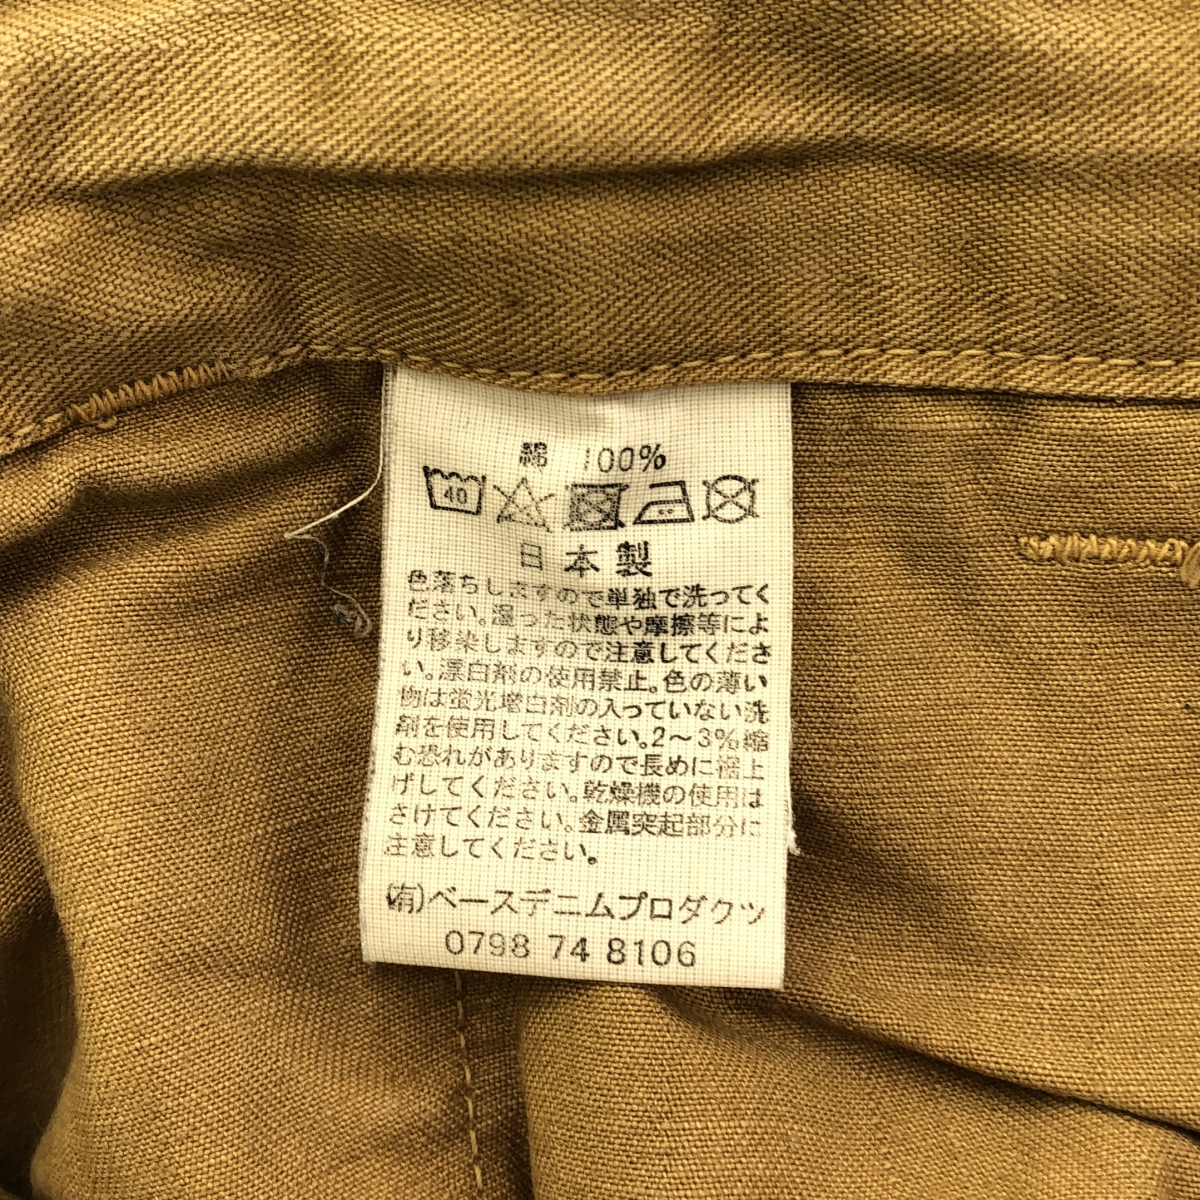 綿 100%
40
日本製
色落ちしますので単独で洗ってく
ださい。湿った状態や摩擦等によ
り移染しますので注意してくださ
い。漂白剤の使用禁止。色の薄い
物は蛍光増白剤の入っていない洗
剤を使用してください。2～3%縮
む恐れがありますので長めに裾上
げしてください。乾燥機の使用は
さけてください。金属突起部分に
注意してください。
(有)ベースデニムプロダクツ
0798 74 8106